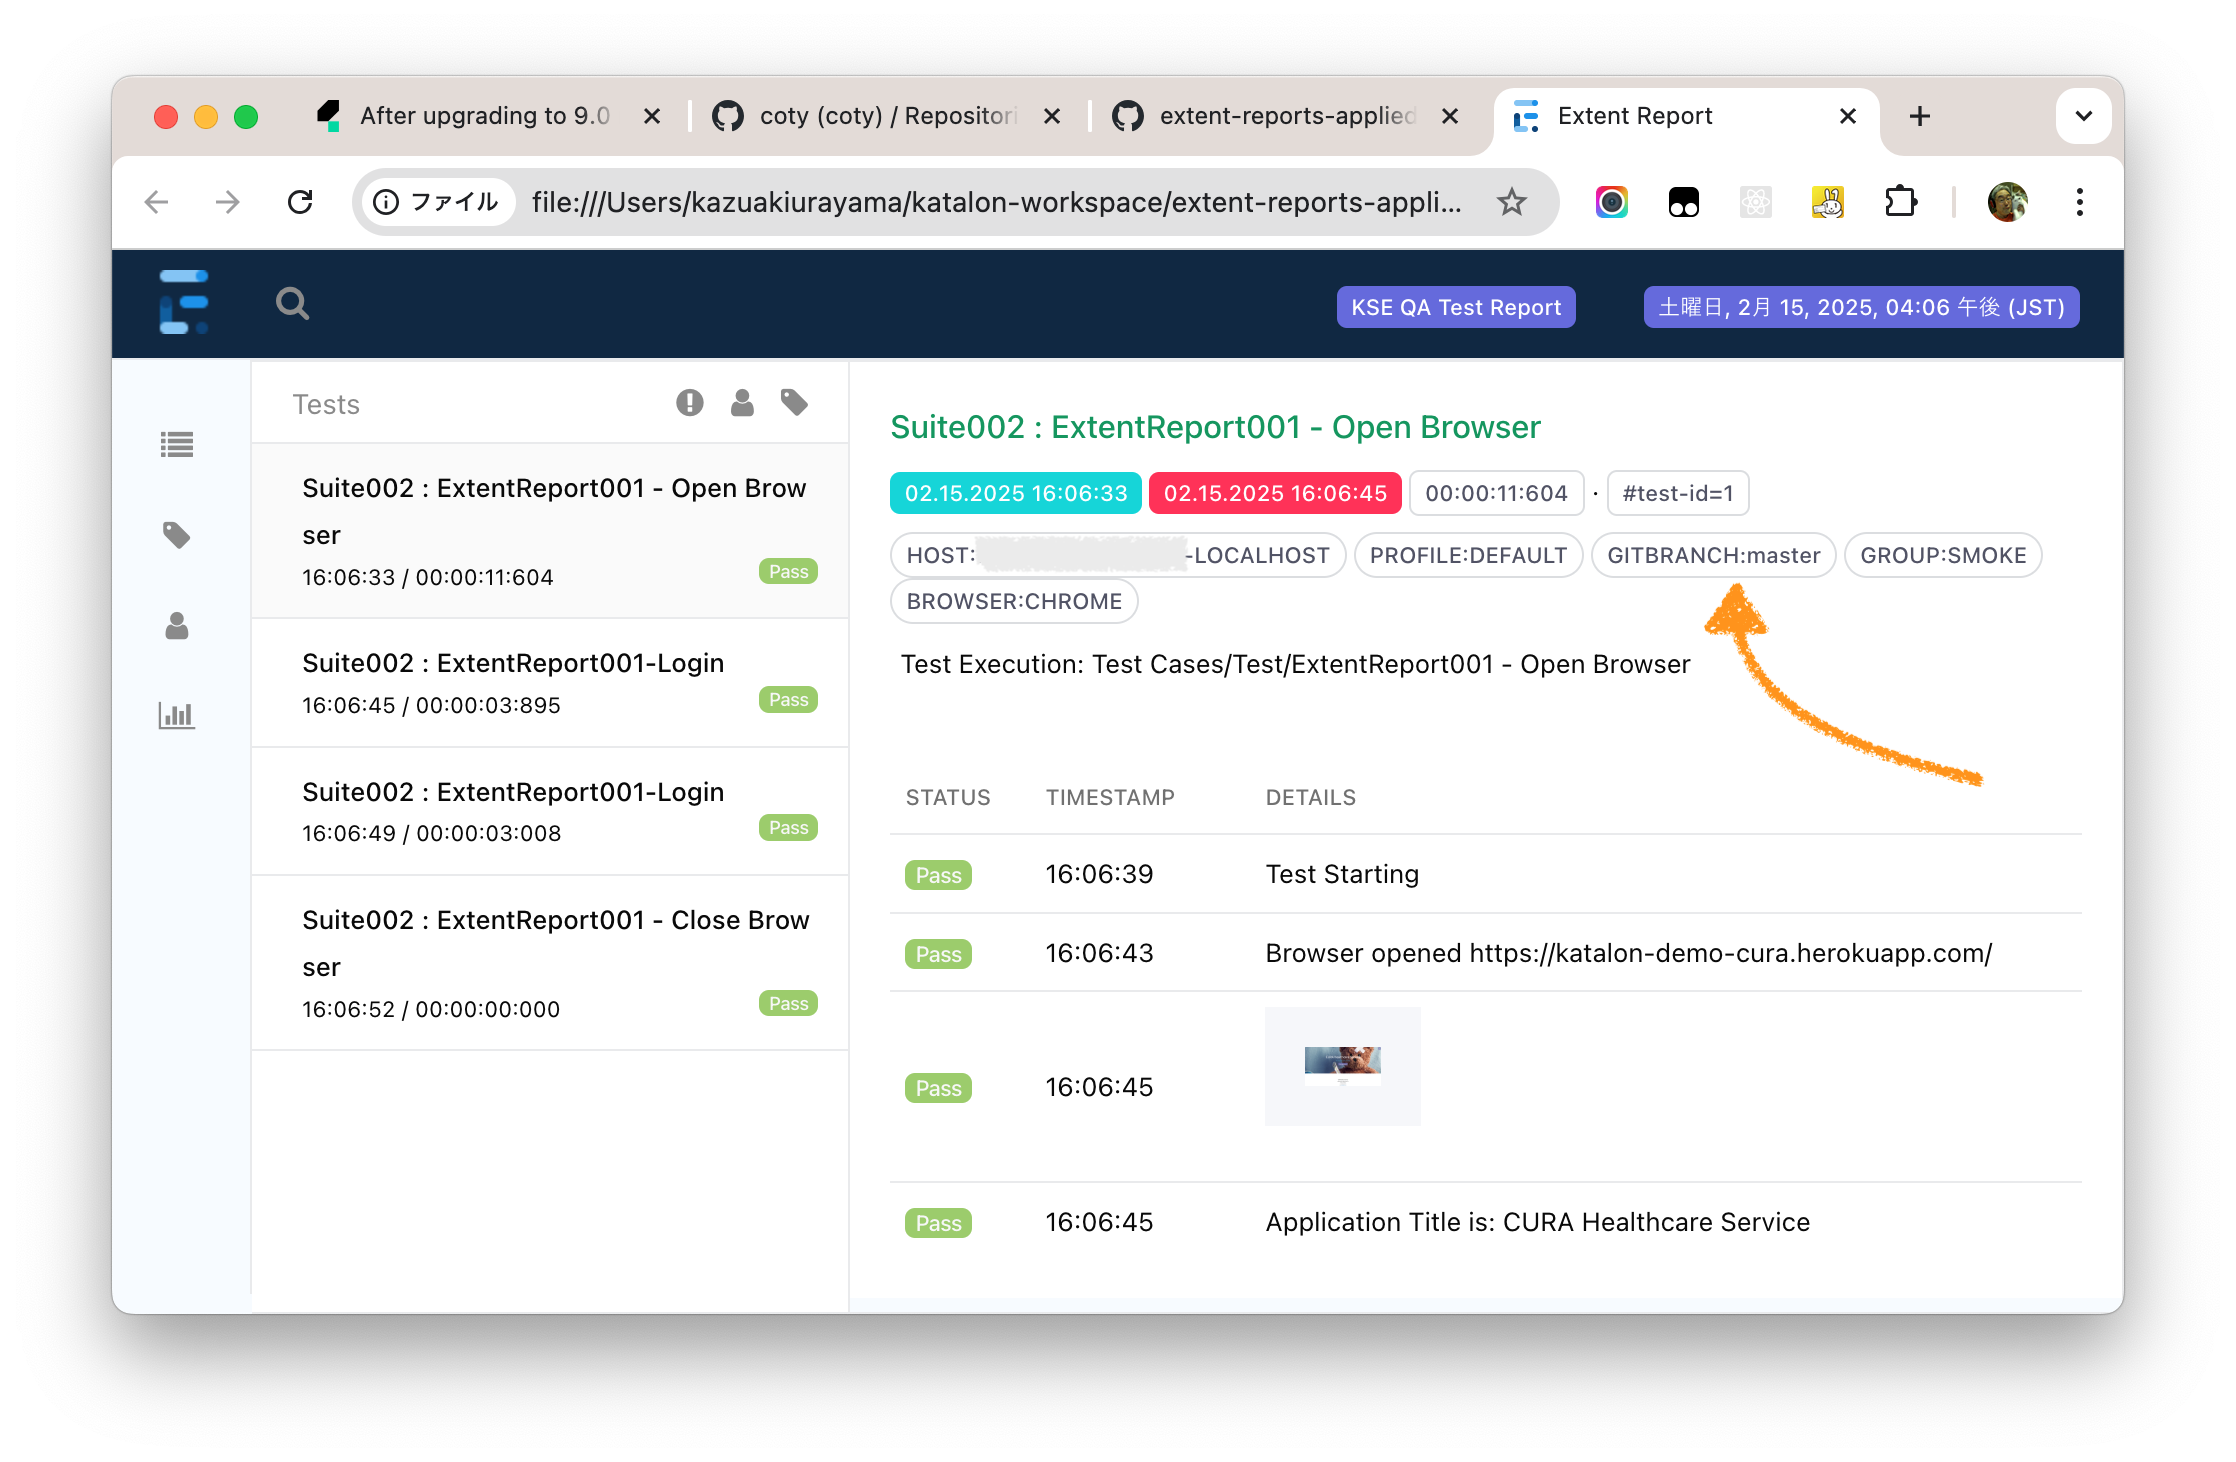 After upgrading to 9.0
coty (coty) / Repositori
extent-reports-applied
Extent Report
ファイル
file:///Users/kazuakiurayama/katalon-workspace/extent-reports-appli...
KSE QA Test Report
土曜日, 2月 15, 2025, 04:06 午後 (JST)
Tests
Suite002 : ExtentReport001 - Open Brow
ser
16:06:33 / 00:00:11:604
Pass
Suite002 : ExtentReport001-Login
16:06:45 / 00:00:03:895
Pass
Suite002 : ExtentReport001-Login
16:06:49 / 00:00:03:008
Pass
Suite002 : ExtentReport001 - Close Brow
ser
16:06:52 / 00:00:00:000
Pass
Suite002 : ExtentReport001 - Open Browser
02.15.2025 16:06:33 02.15.2025 16:06:45 00:00:11:604 · #test-id=1
HOST: -LOCALHOST PROFILE:DEFAULT GITBRANCH:master GROUP:SMOKE
BROWSER:CHROME
Test Execution: Test Cases/Test/ExtentReport001 - Open Browser
STATUS TIMESTAMP DETAILS
Pass 16:06:39 Test Starting
Pass 16:06:43 Browser opened https://katalon-demo-cura.herokuapp.com/
Pass 16:06:45
Pass 16:06:45 Application Title is: CURA Healthcare Service